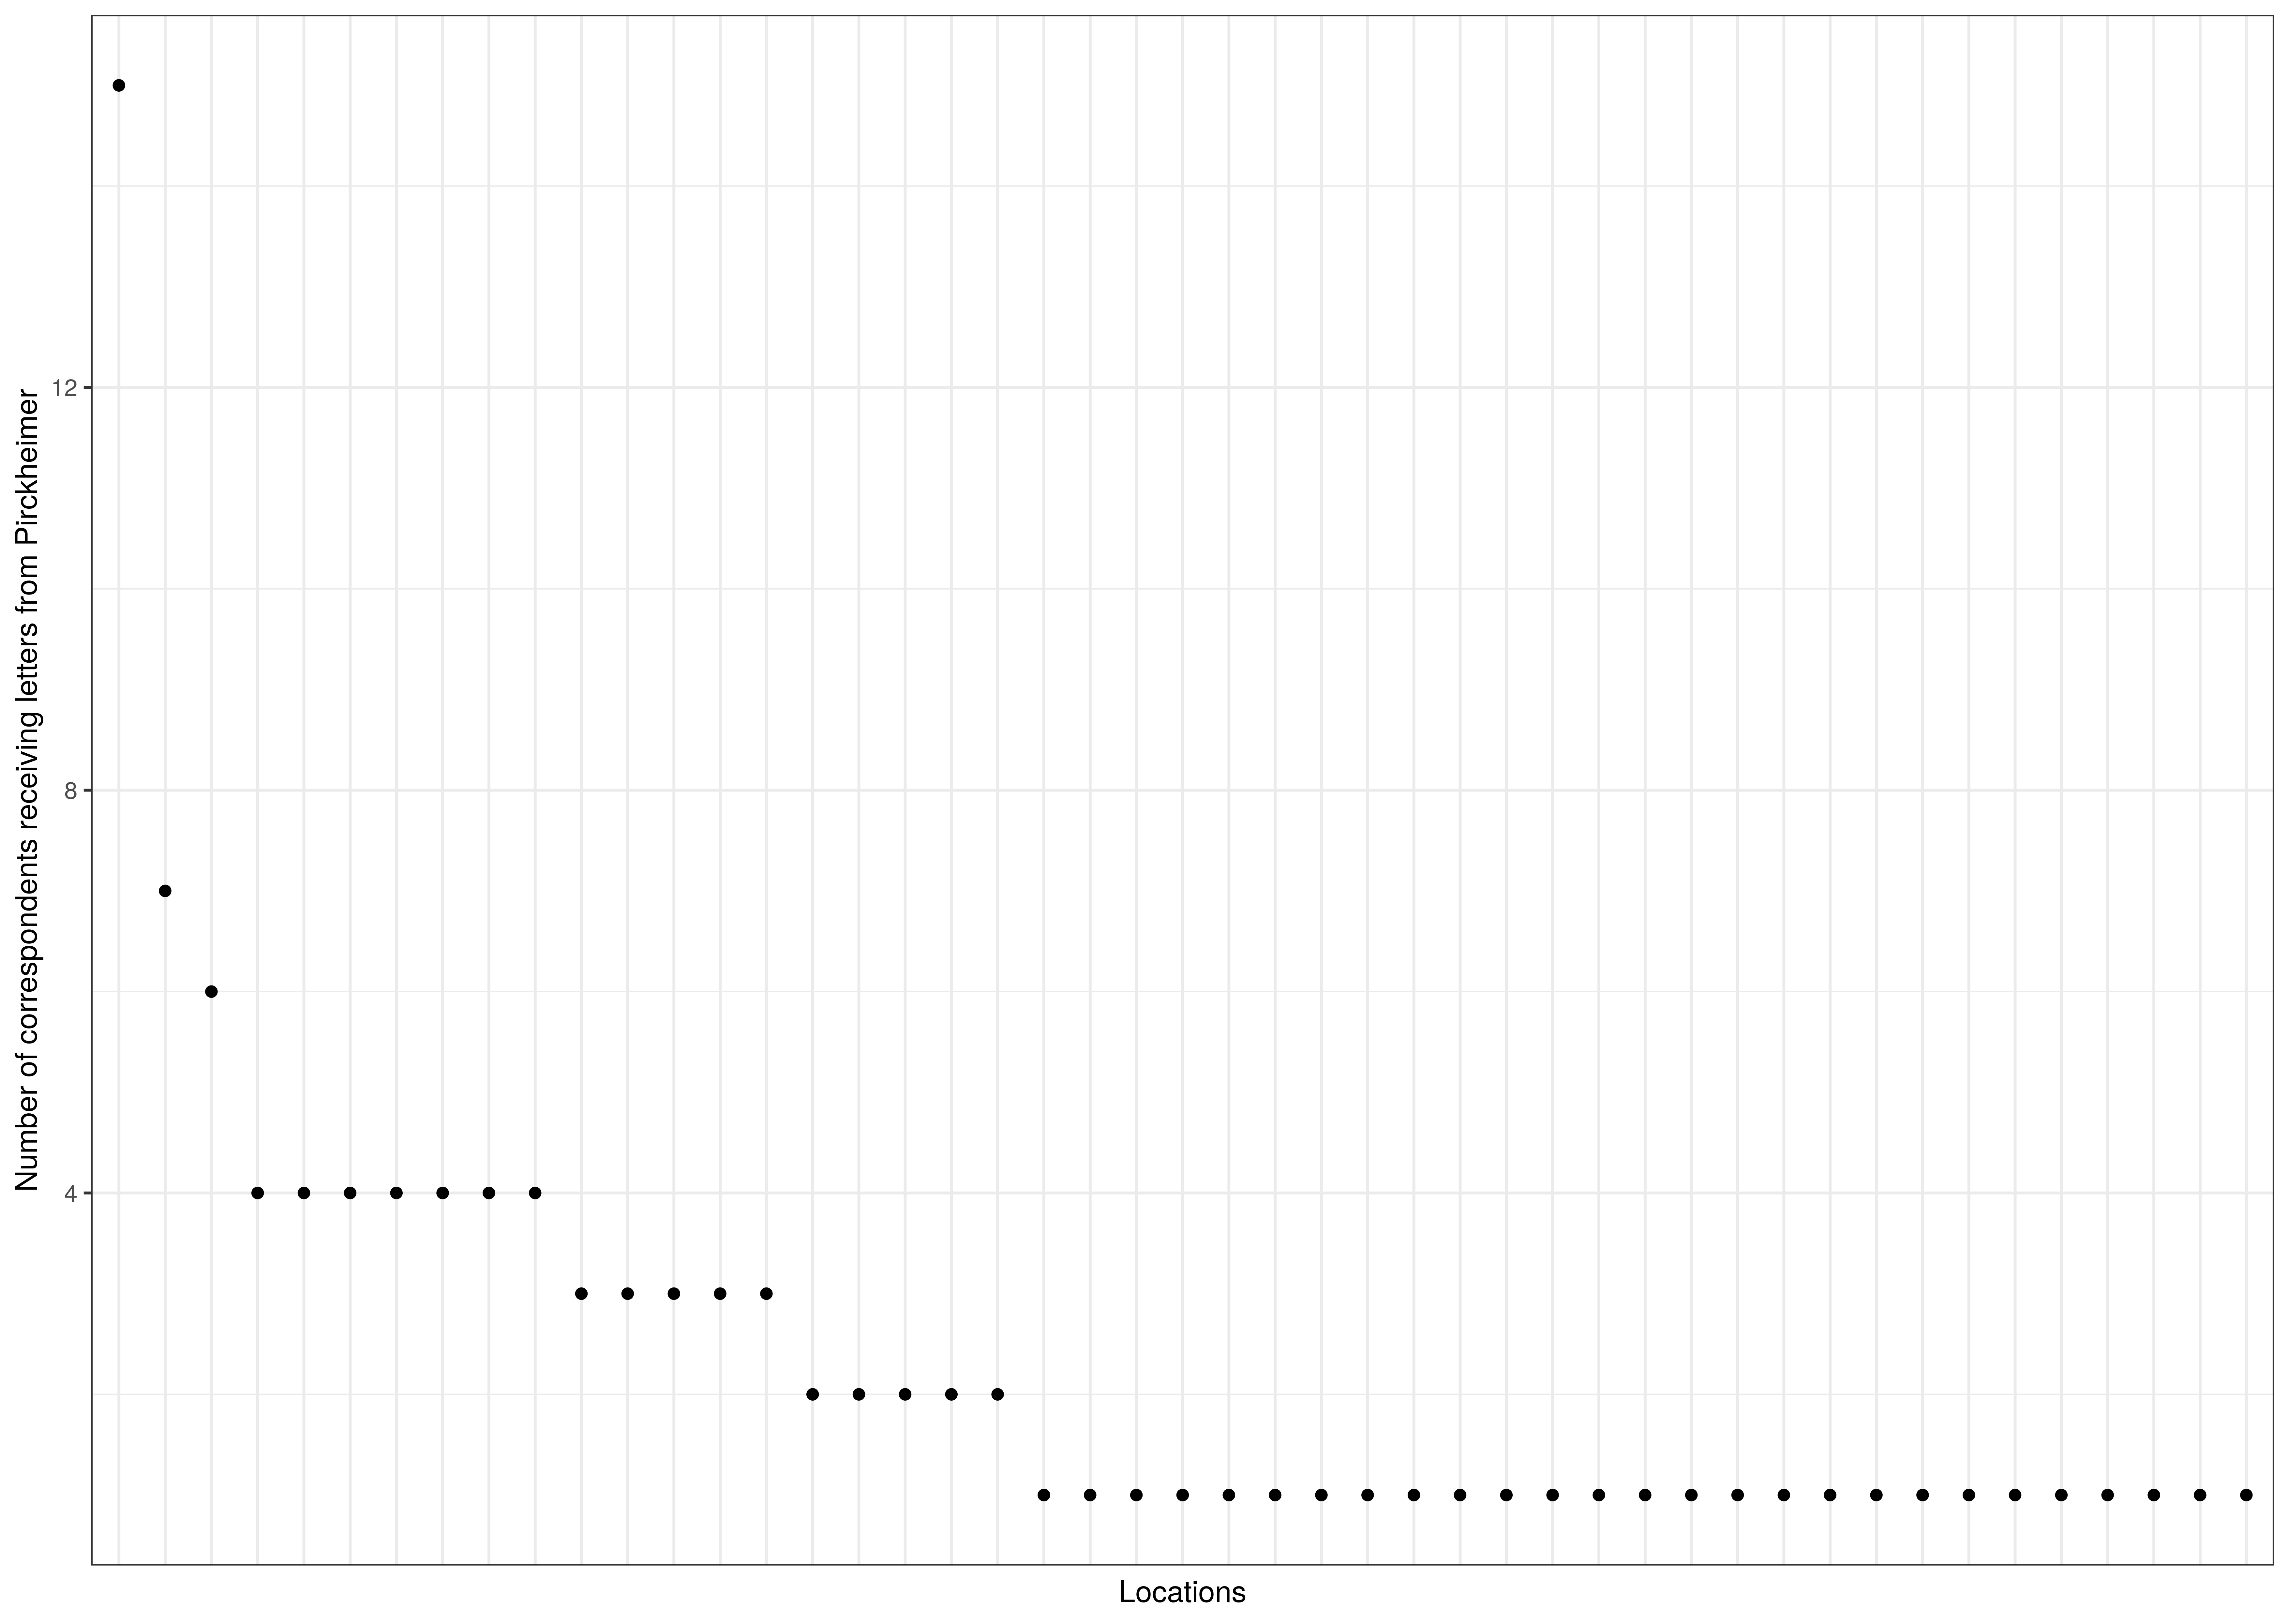 Number of correspondents receiving letters from Pirckheimer
12
8
4
Locations